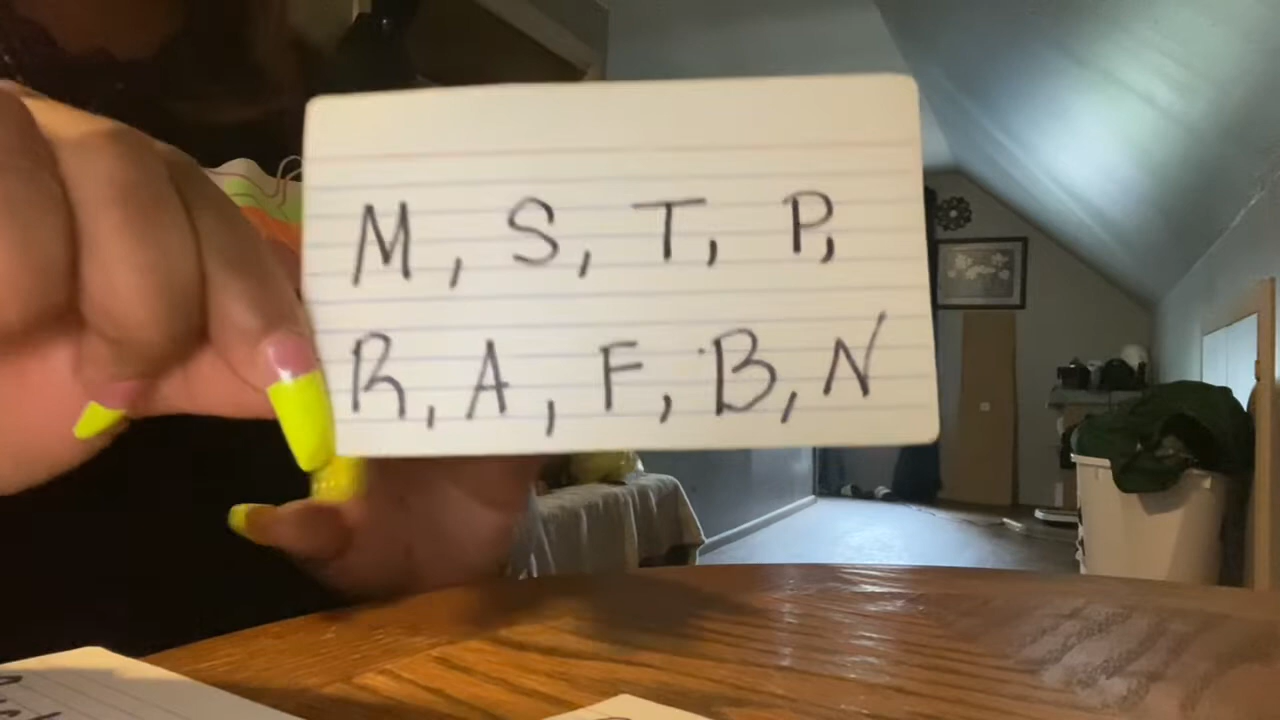 M, S, T, P,
R, A, F, B, N